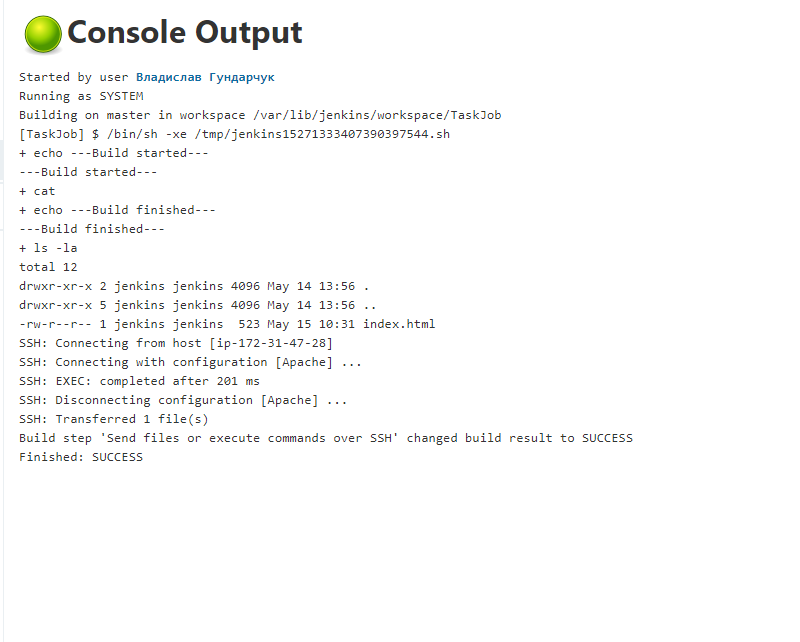 Console Output
Started by user Владислав Гундарчук
Running as SYSTEM
Building on master in workspace /var/lib/jenkins/workspace/TaskJob
[TaskJob] $ /bin/sh -xe /tmp/jenkins15271333407390397544.sh
+ echo ---Build started---
---Build started---
+ cat
+ echo ---Build finished---
---Build finished---
+ ls -la
total 12
drwxr-xr-x 2 jenkins jenkins 4096 May 14 13:56 .
drwxr-xr-x 5 jenkins jenkins 4096 May 14 13:56 ..
-rw-r--r-- 1 jenkins jenkins  523 May 15 10:31 index.html
SSH: Connecting from host [ip-172-31-47-28]
SSH: Connecting with configuration [Apache] ...
SSH: EXEC: completed after 201 ms
SSH: Disconnecting configuration [Apache] ...
SSH: Transferred 1 file(s)
Build step 'Send files or execute commands over SSH' changed build result to SUCCESS
Finished: SUCCESS